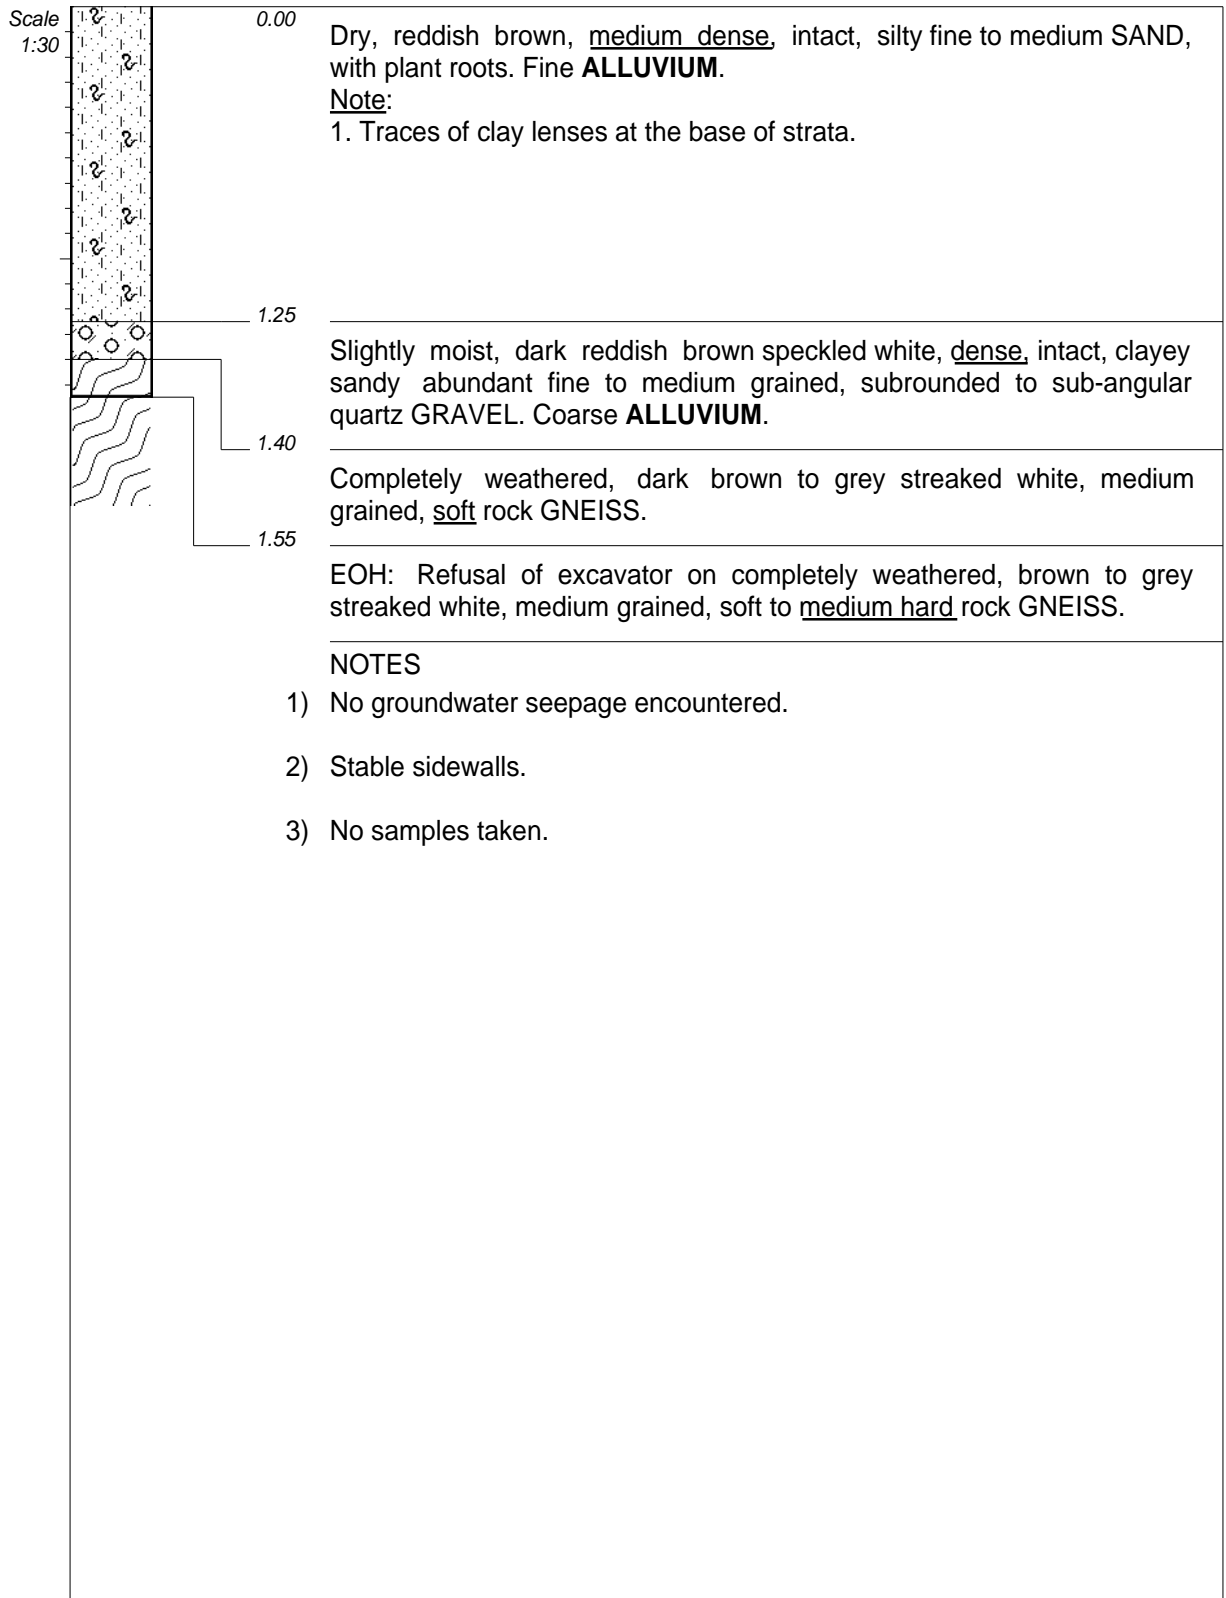 Scale
1:30
0.00
Dry, reddish brown, medium dense, intact, silty fine to medium SAND,
with plant roots. Fine ALLUVIUM.
Note:
1. Traces of clay lenses at the base of strata.
1.25
Slightly moist, dark reddish brown speckled white, dense, intact, clayey
sandy abundant fine to medium grained, subrounded to sub-angular
quartz GRAVEL. Coarse ALLUVIUM.
1.40
Completely weathered, dark brown to grey streaked white, medium
grained, soft rock GNEISS.
1.55
EOH: Refusal of excavator on completely weathered, brown to grey
streaked white, medium grained, soft to medium hard rock GNEISS.
NOTES
1) No groundwater seepage encountered.
2) Stable sidewalls.
3) No samples taken.